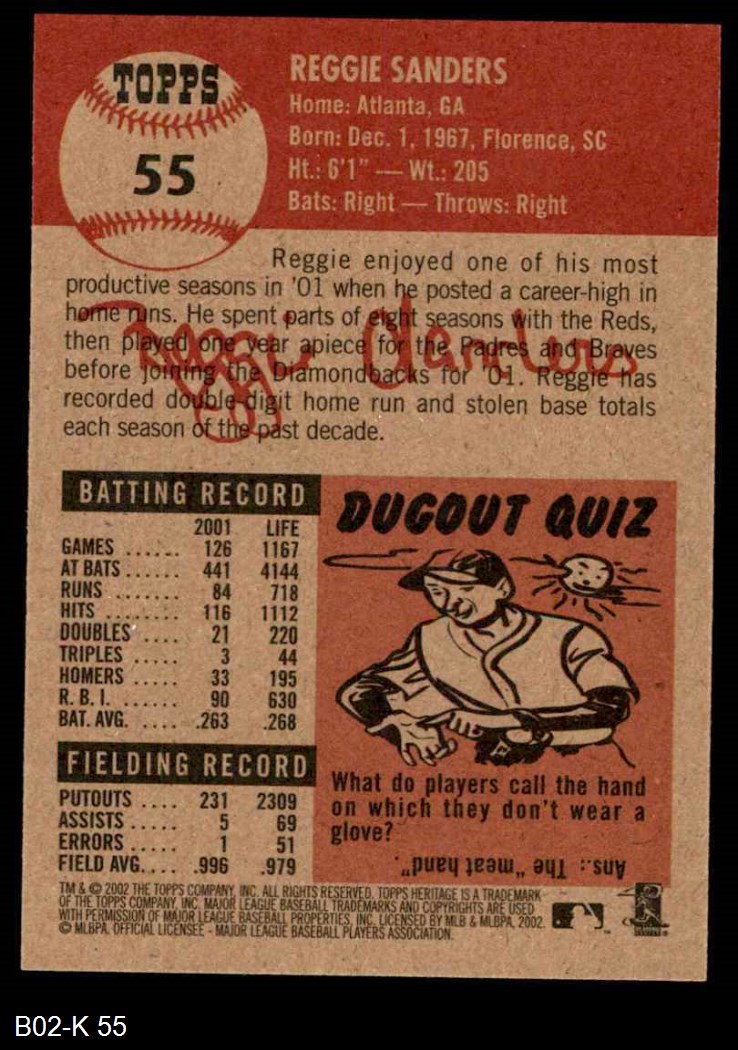 TOPPS
55
REGGIE SANDERS
Home: Atlanta, GA
Born: Dec. 1, 1967, Florence, SC
Ht.: 6'1" — Wt.: 205
Bats: Right — Throws: Right
Reggie enjoyed one of his most
productive seasons in '01 when he posted a career-high in
home runs. He spent parts of eight seasons with the Reds,
then played one year apiece for the Padres and Braves
before joining the Diamondbacks for '01. Reggie has
recorded double-digit home run and stolen base totals
each season of the past decade.
Reggie Sanders
BATTING RECORD
2001 LIFE
GAMES ...... 126 1167
AT BATS ...... 441 4144
RUNS ...... 84 718
HITS ........ 116 1112
DOUBLES .... 21 220
TRIPLES ..... 3 44
HOMERS ..... 33 195
R. B. I. ...... 90 630
BAT. AVG. .... .263 .268
FIELDING RECORD
PUTOUTS .... 231 2309
ASSISTS ..... 5 69
ERRORS ..... 1 51
FIELD AVG.... .996 .979
DUGOUT QUIZ
What do players call the hand
on which they don't wear a
glove?
Ans.: The "meat hand".
TM & © 2002 THE TOPPS COMPANY, INC. ALL RIGHTS RESERVED. TOPPS HERITAGE IS A TRADEMARK
OF THE TOPPS COMPANY, INC. MAJOR LEAGUE BASEBALL TRADEMARKS AND COPYRIGHTS ARE USED
WITH PERMISSION OF MAJOR LEAGUE BASEBALL PROPERTIES, INC. LICENSED BY MLB & MLBPA, 2002.
© MLBPA. OFFICIAL LICENSEE - MAJOR LEAGUE BASEBALL PLAYERS ASSOCIATION.
B02-K 55